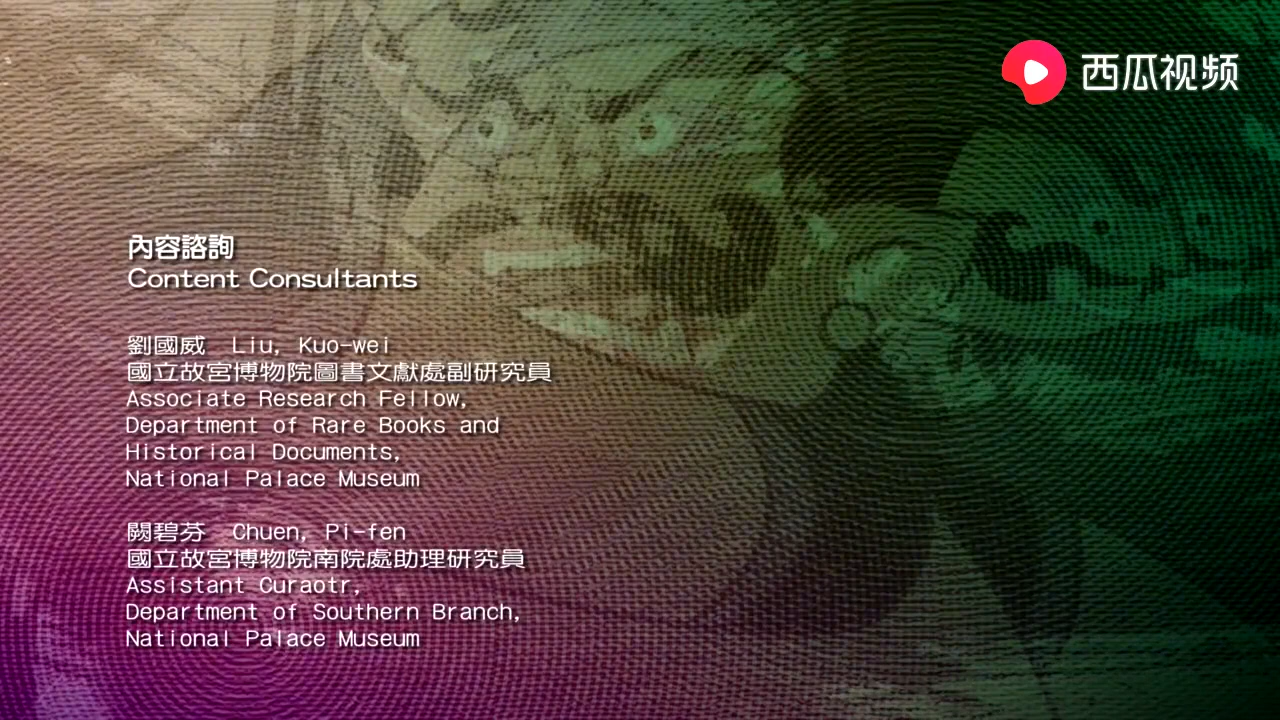 西瓜视频
內容諮詢
Content Consultants
劉國威 Liu, Kuo-wei
國立故宮博物院圖書文獻處副研究員
Associate Research Fellow,
Department of Rare Books and
Historical Documents,
National Palace Museum
闕碧芬 Chuen, Pi-fen
國立故宮博物院南院處助理研究員
Assistant Curaotr,
Department of Southern Branch,
National Palace Museum